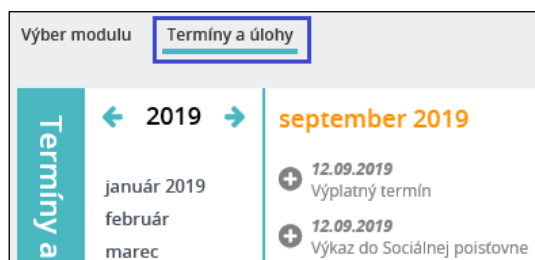 Výber modulu
Termíny a úlohy
Termíny a
2019
január 2019
február
marec
september 2019
12.09.2019
Výplatný termín
12.09.2019
Výkaz do Sociálnej poisťovne